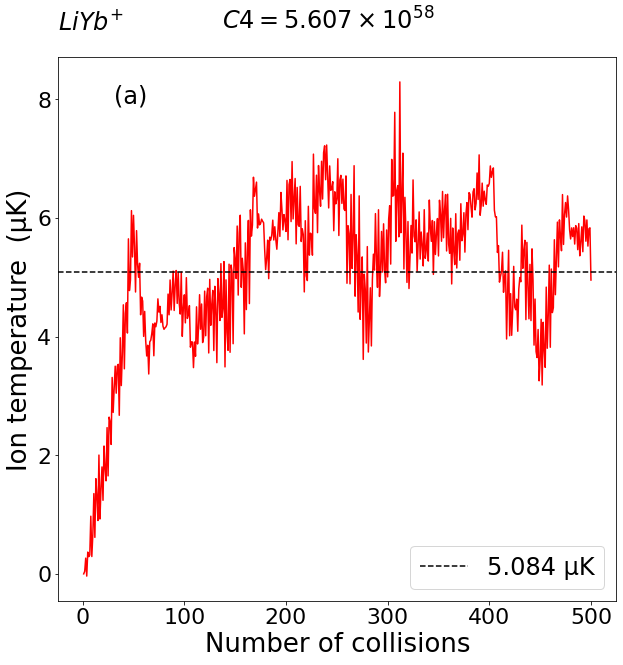 LiYb⁺ C4 = 5.607 × 10⁵⁸
(a)
Ion temperature (μK)
8
6
4
2
0
5.084 μK
0 100 200 300 400 500
Number of collisions